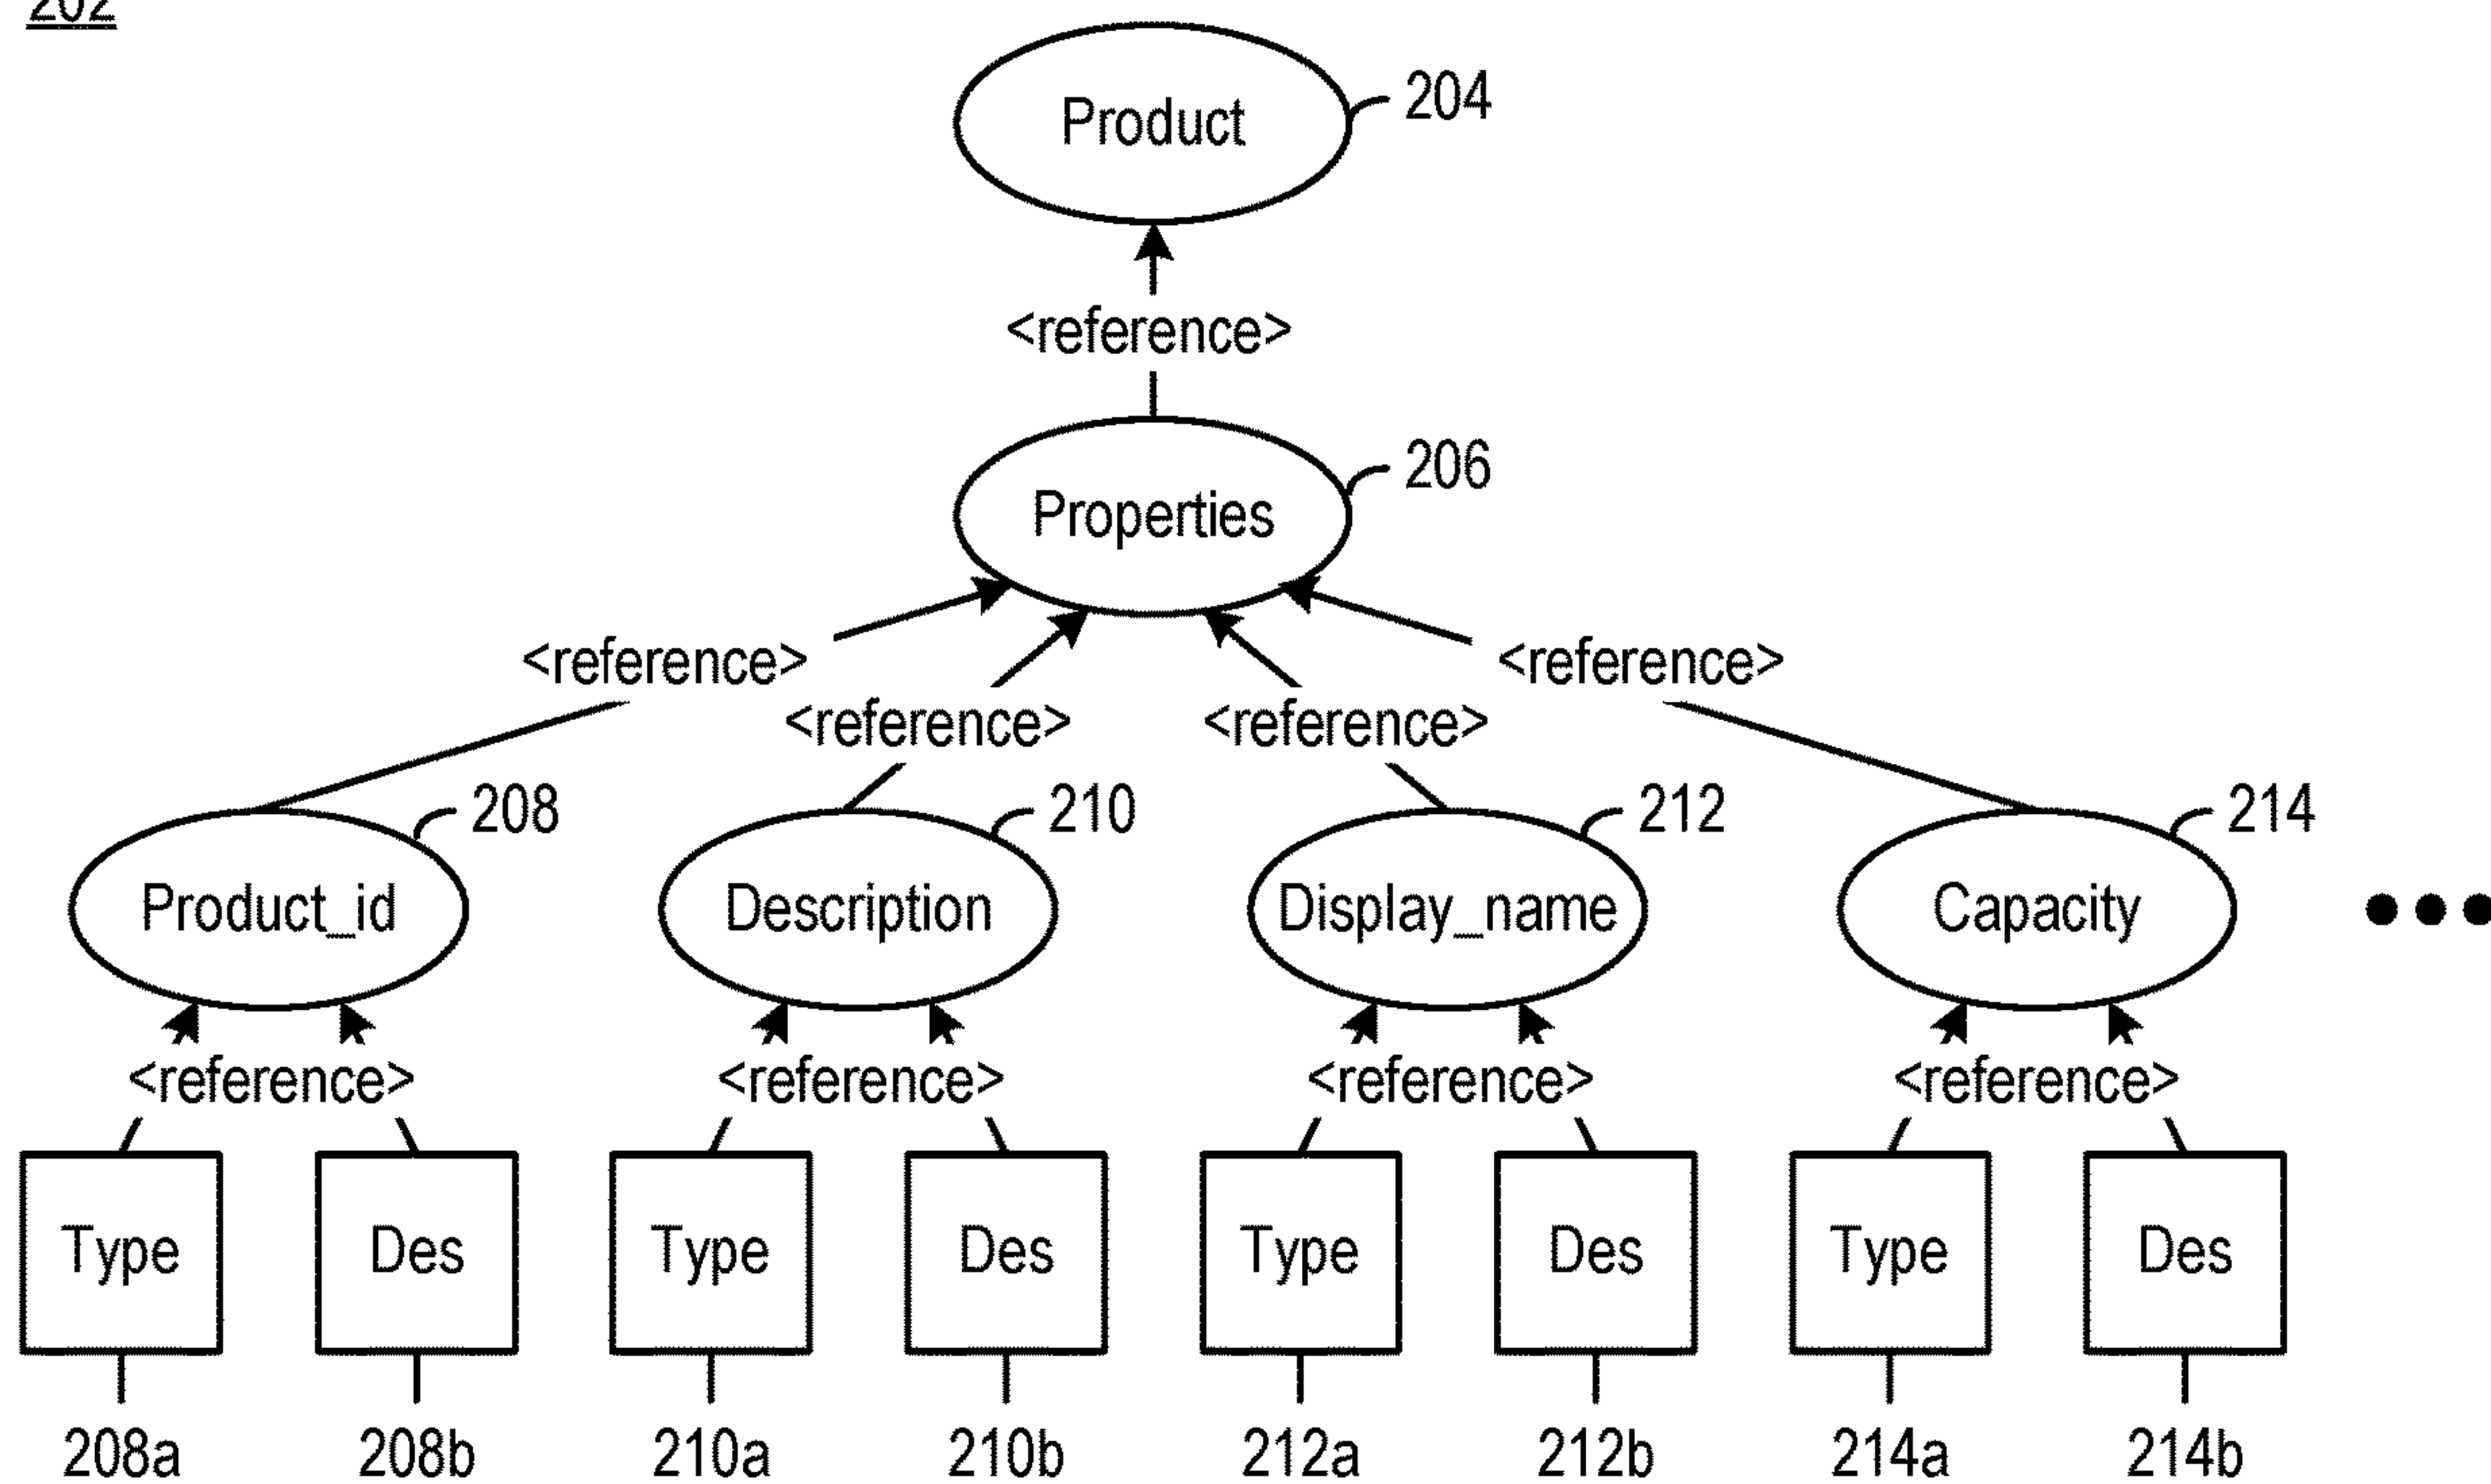 202
Product
204
<reference>
Properties
206
<reference>
<reference>
<reference>
<reference>
208
210
212
214
Product_id
Description
Display_name
Capacity
<reference>
<reference>
<reference>
<reference>
Type
Des
Type
Des
Type
Des
Type
Des
208a
208b
210a
210b
212a
212b
214a
214b